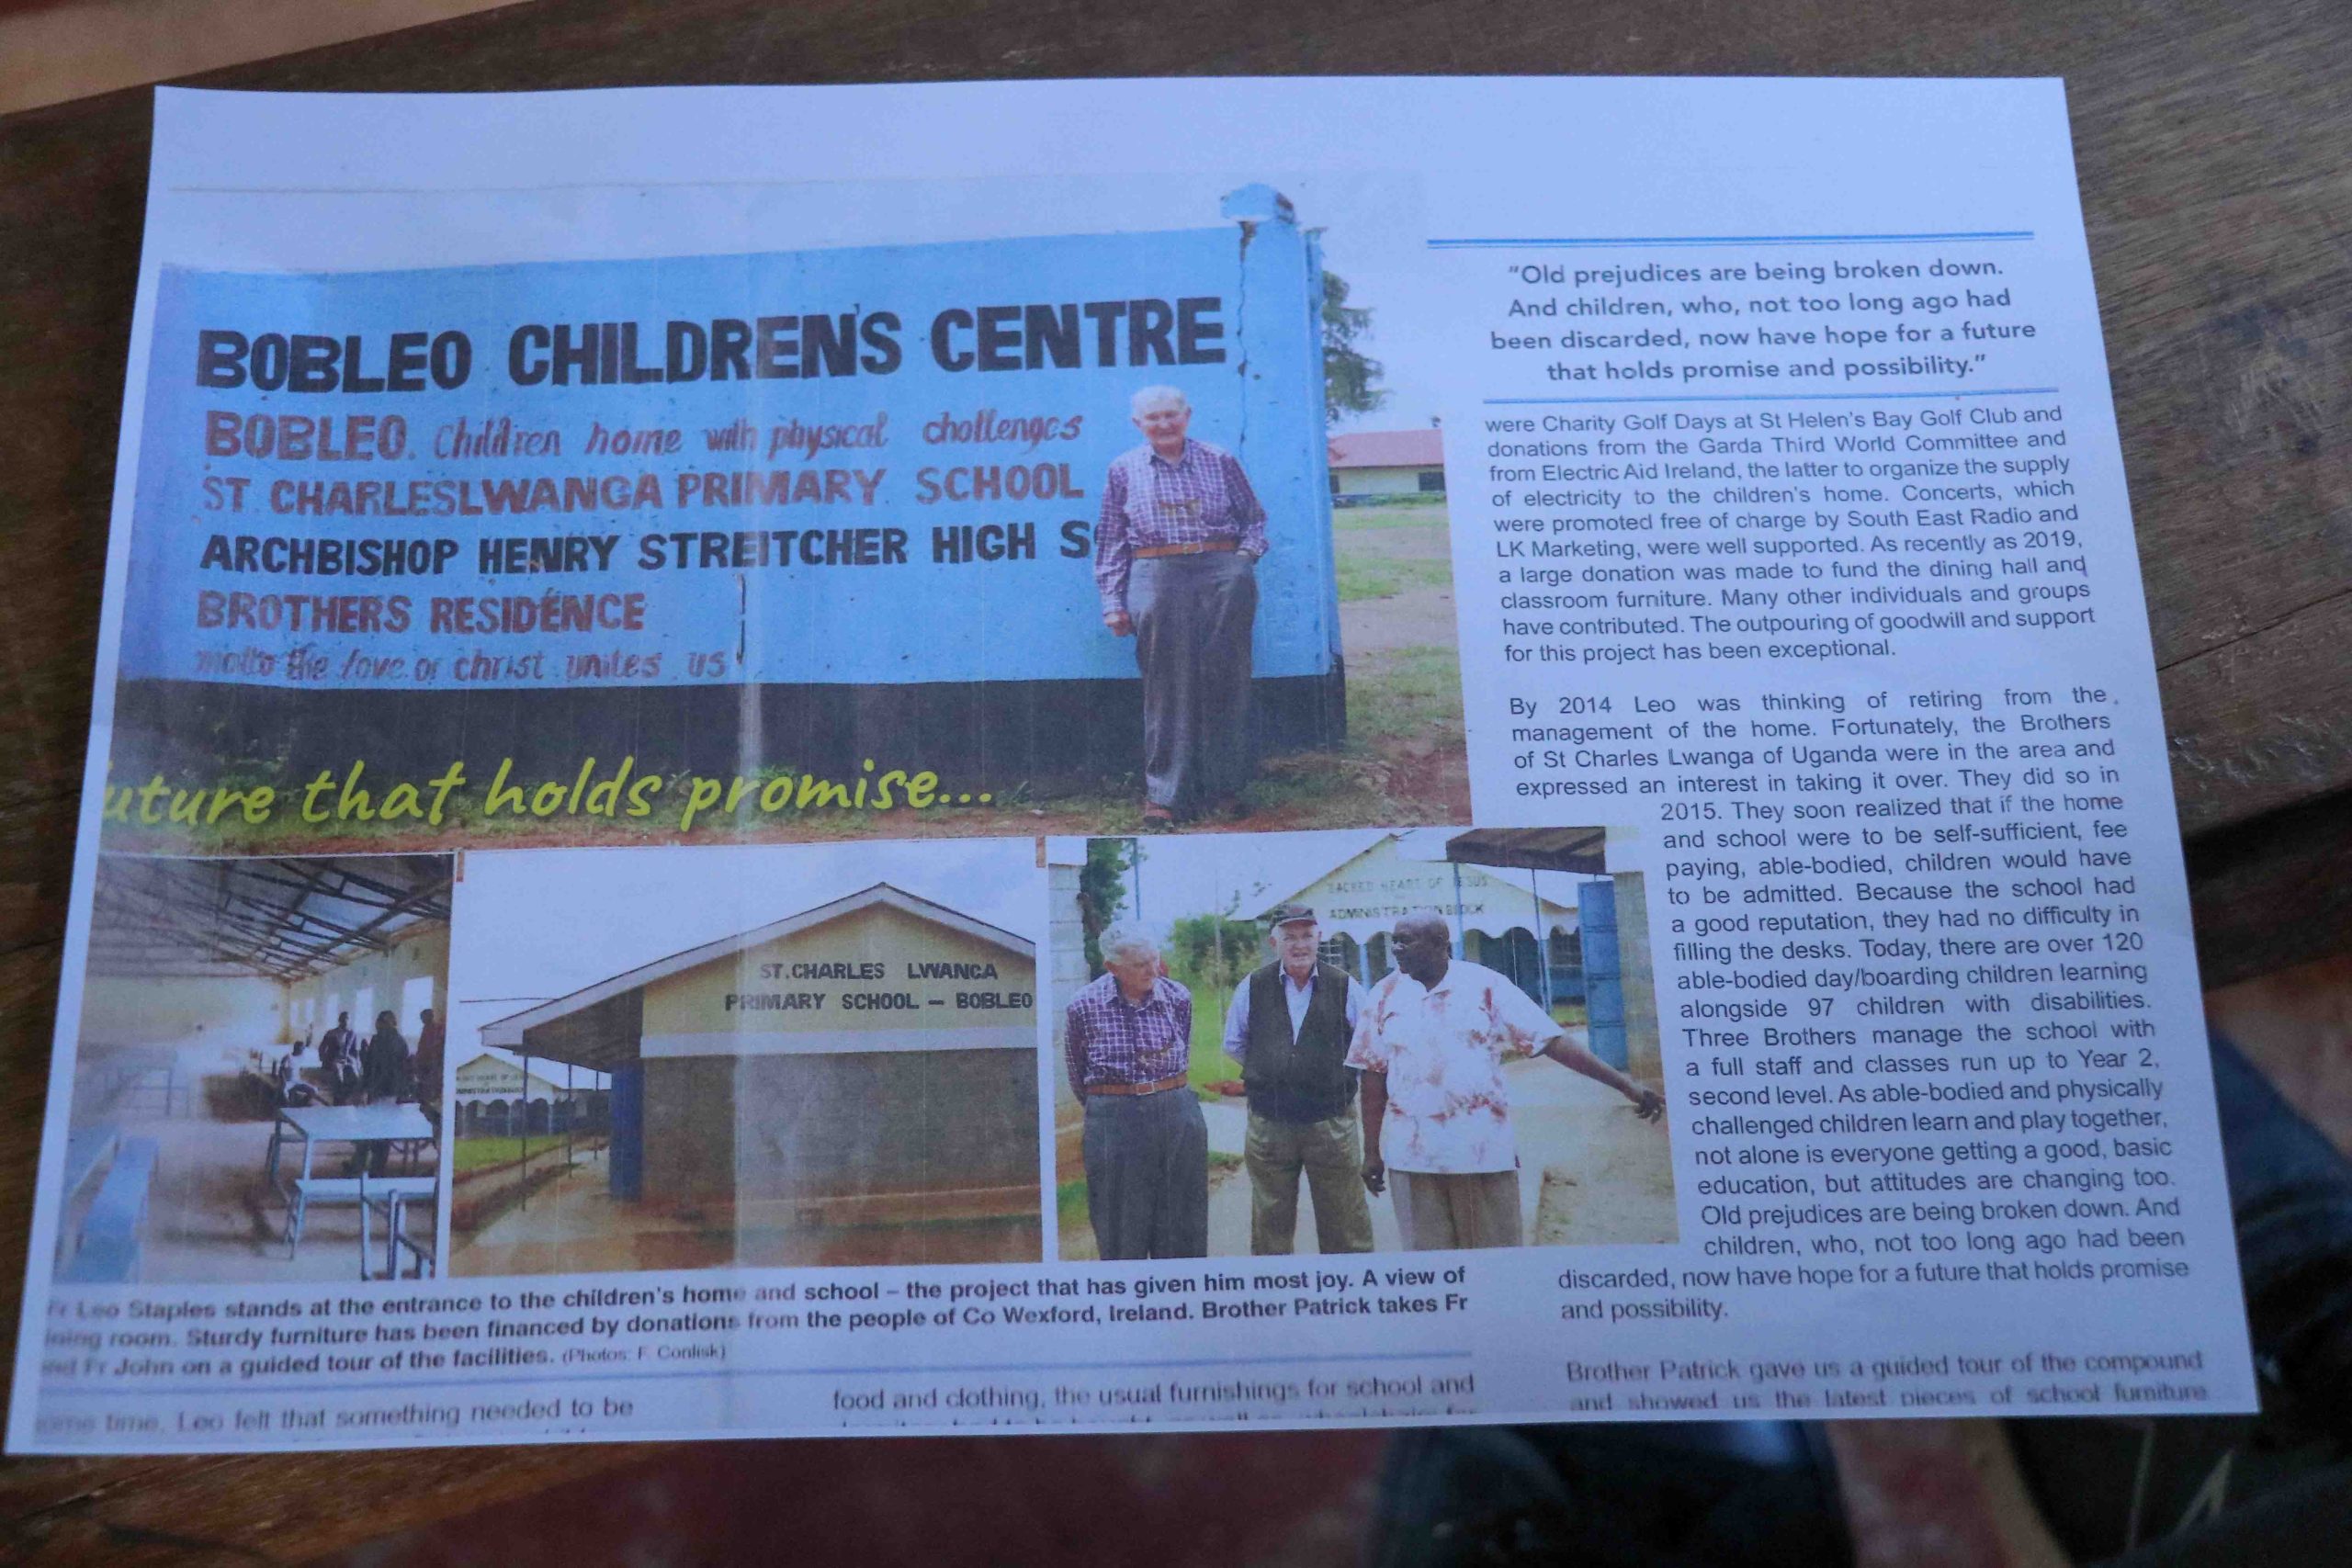 BOBLEO CHILDREN'S CENTRE
BOBLEO. Children home with physical challenges
ST CHARLESLWANGA PRIMARY SCHOOL
ARCHBISHOP HENRY STREITCHER HIGH S
BROTHERS RESIDENCE
motto the love of christ unites us
uture that holds promise...
ST. CHARLES LWANGA
PRIMARY SCHOOL – BOBLEO
SACRED HEART OF JESUS
ADMINISTRATION BLOCK
Fr Leo Staples stands at the entrance to the children's home and school – the project that has given him most joy. A view of
ining room. Sturdy furniture has been financed by donations from the people of Co Wexford, Ireland. Brother Patrick takes Fr
and Fr John on a guided tour of the facilities. (Photos: F. Conlisk)
ome time, Leo felt that something needed to be
food and clothing, the usual furnishings for school and
"Old prejudices are being broken down.
And children, who, not too long ago had
been discarded, now have hope for a future
that holds promise and possibility."
were Charity Golf Days at St Helen's Bay Golf Club and
donations from the Garda Third World Committee and
from Electric Aid Ireland, the latter to organize the supply
of electricity to the children's home. Concerts, which
were promoted free of charge by South East Radio and
LK Marketing, were well supported. As recently as 2019,
a large donation was made to fund the dining hall and
classroom furniture. Many other individuals and groups
have contributed. The outpouring of goodwill and support
for this project has been exceptional.
By 2014 Leo was thinking of retiring from the
management of the home. Fortunately, the Brothers
of St Charles Lwanga of Uganda were in the area and
expressed an interest in taking it over. They did so in
2015. They soon realized that if the home
and school were to be self-sufficient, fee
paying, able-bodied, children would have
to be admitted. Because the school had
a good reputation, they had no difficulty in
filling the desks. Today, there are over 120
able-bodied day/boarding children learning
alongside 97 children with disabilities.
Three Brothers manage the school with
a full staff and classes run up to Year 2,
second level. As able-bodied and physically
challenged children learn and play together,
not alone is everyone getting a good, basic
education, but attitudes are changing too.
Old prejudices are being broken down. And
children, who, not too long ago had been
discarded, now have hope for a future that holds promise
and possibility.
Brother Patrick gave us a guided tour of the compound
and showed us the latest pieces of school furniture